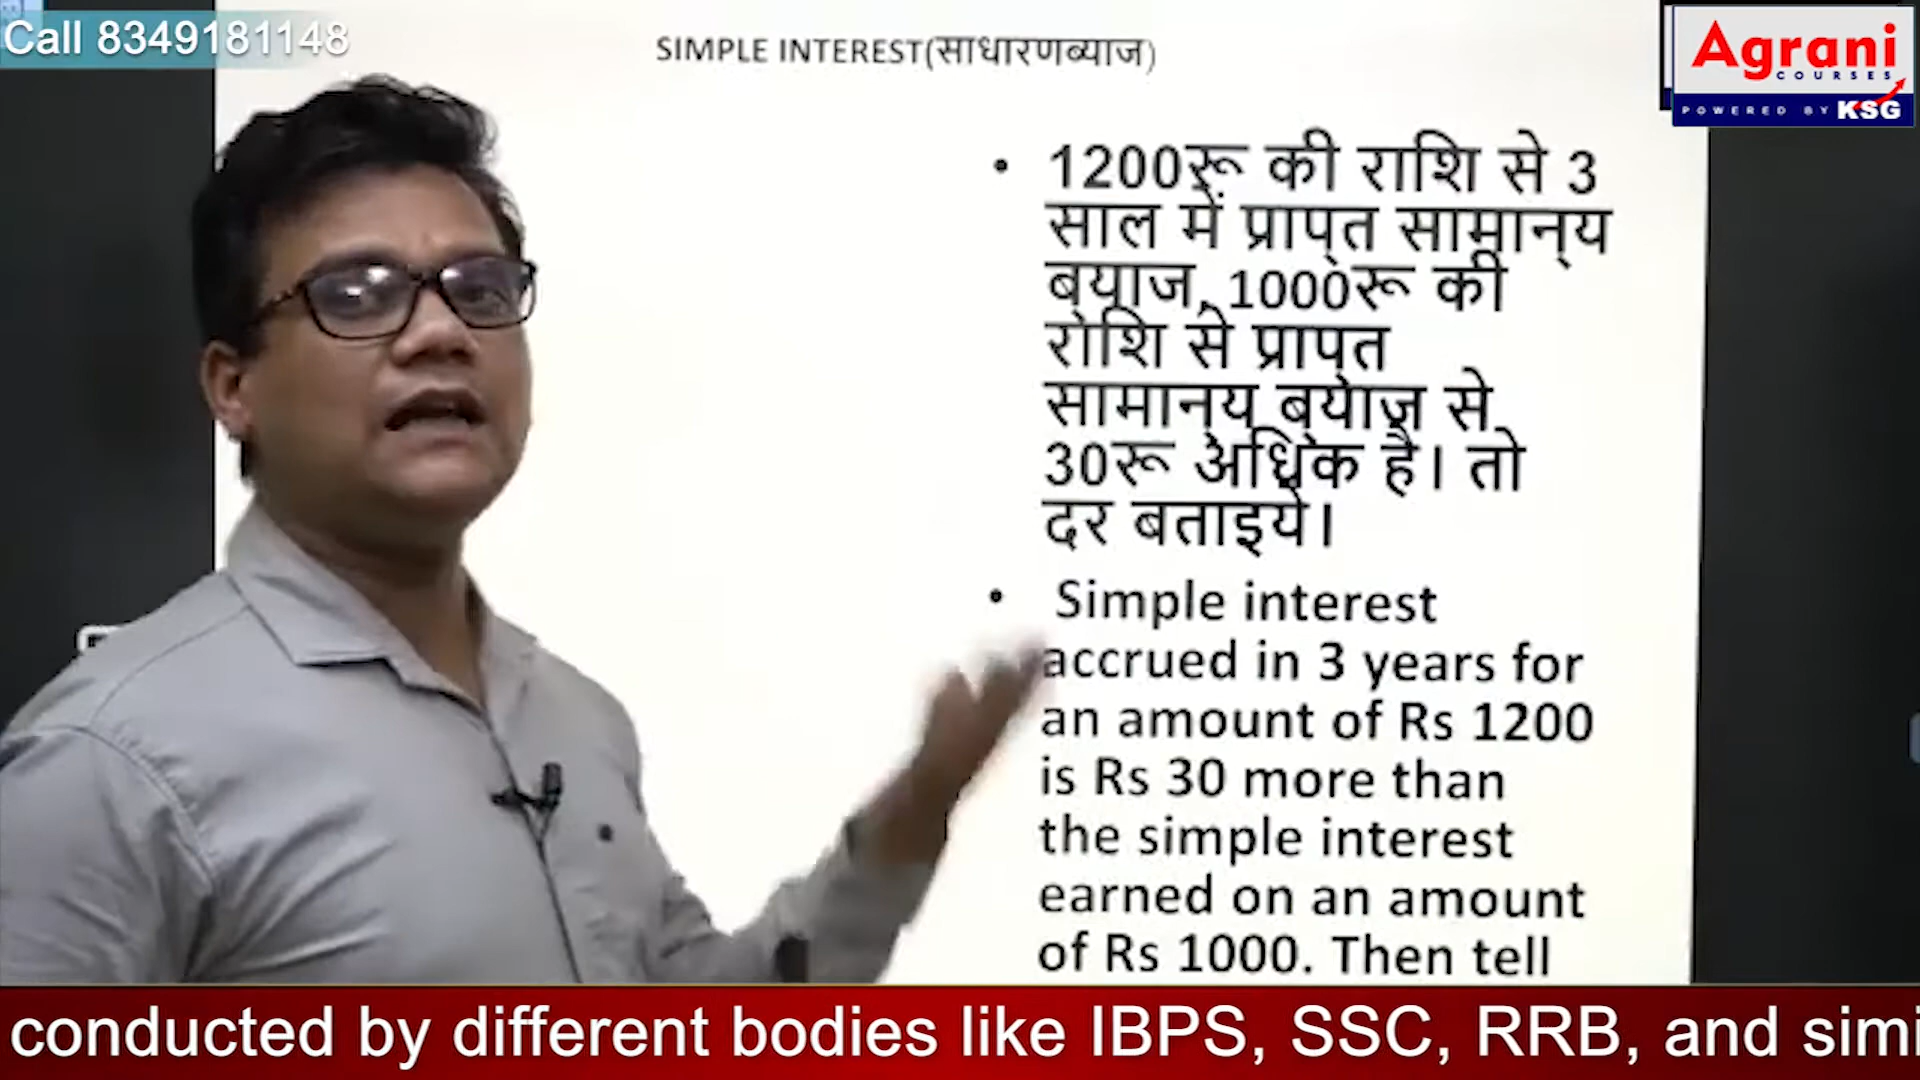 Call 8349181148
SIMPLE INTEREST(साधारणब्याज)
Agrani
COURSES
POWERED BY KSG
• 1200रू की राशि से 3
साल में प्राप्त सामान्य
ब्याज, 1000रू की
राशि से प्राप्त
सामान्य ब्याज से
30रू अधिक है। तो
दर बताइये।
• Simple interest
accrued in 3 years for
an amount of Rs 1200
is Rs 30 more than
the simple interest
earned on an amount
of Rs 1000. Then tell
conducted by different bodies like IBPS, SSC, RRB, and simi